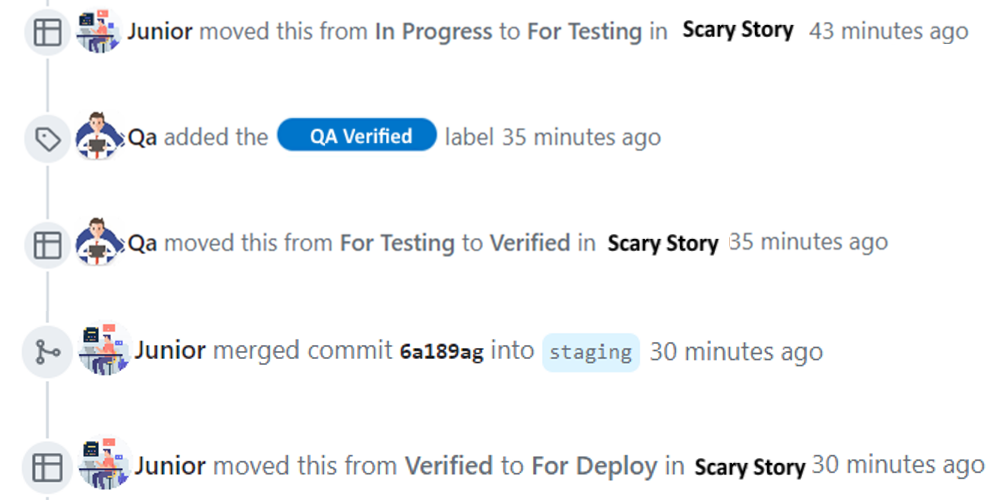 Junior moved this from In Progress to For Testing in Scary Story 43 minutes ago
Qa added the QA Verified label 35 minutes ago
Qa moved this from For Testing to Verified in Scary Story 35 minutes ago
Junior merged commit 6a189ag into staging 30 minutes ago
Junior moved this from Verified to For Deploy in Scary Story 30 minutes ago